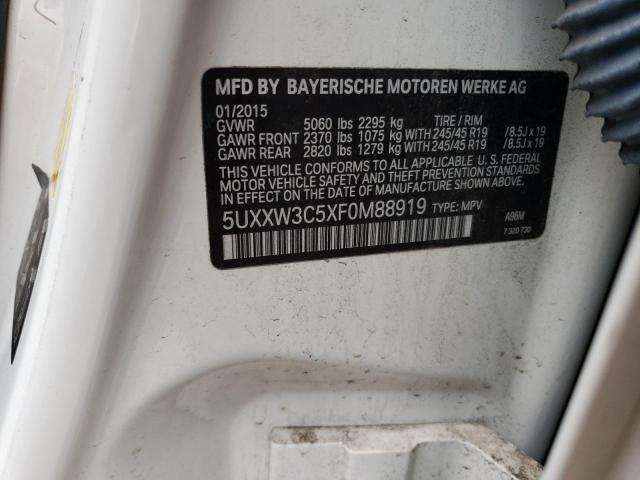 MFD BY BAYERISCHE MOTOREN WERKE AG
01/2015
GVWR 5060 lbs 2295 kg TIRE / RIM
GAWR FRONT 2370 lbs 1075 kg WITH 245/45 R19 / 8.5J x 19
GAWR REAR 2820 lbs 1279 kg WITH 245/45 R19 / 8.5J x 19
THIS VEHICLE CONFORMS TO ALL APPLICABLE U. S. FEDERAL
MOTOR VEHICLE SAFETY AND THEFT PREVENTION STANDARDS
IN EFFECT ON THE DATE OF MANUFACTURE SHOWN ABOVE.
5UXXW3C5XF0M88919 TYPE: MPV
A96M
7 320 730